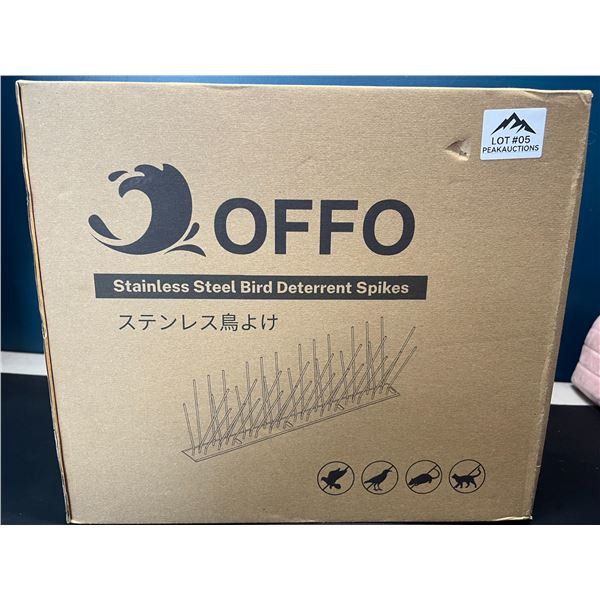 LOT #05
PEAKAUCTIONS
OFFO
Stainless Steel Bird Deterrent Spikes
ステンレス鳥よけ